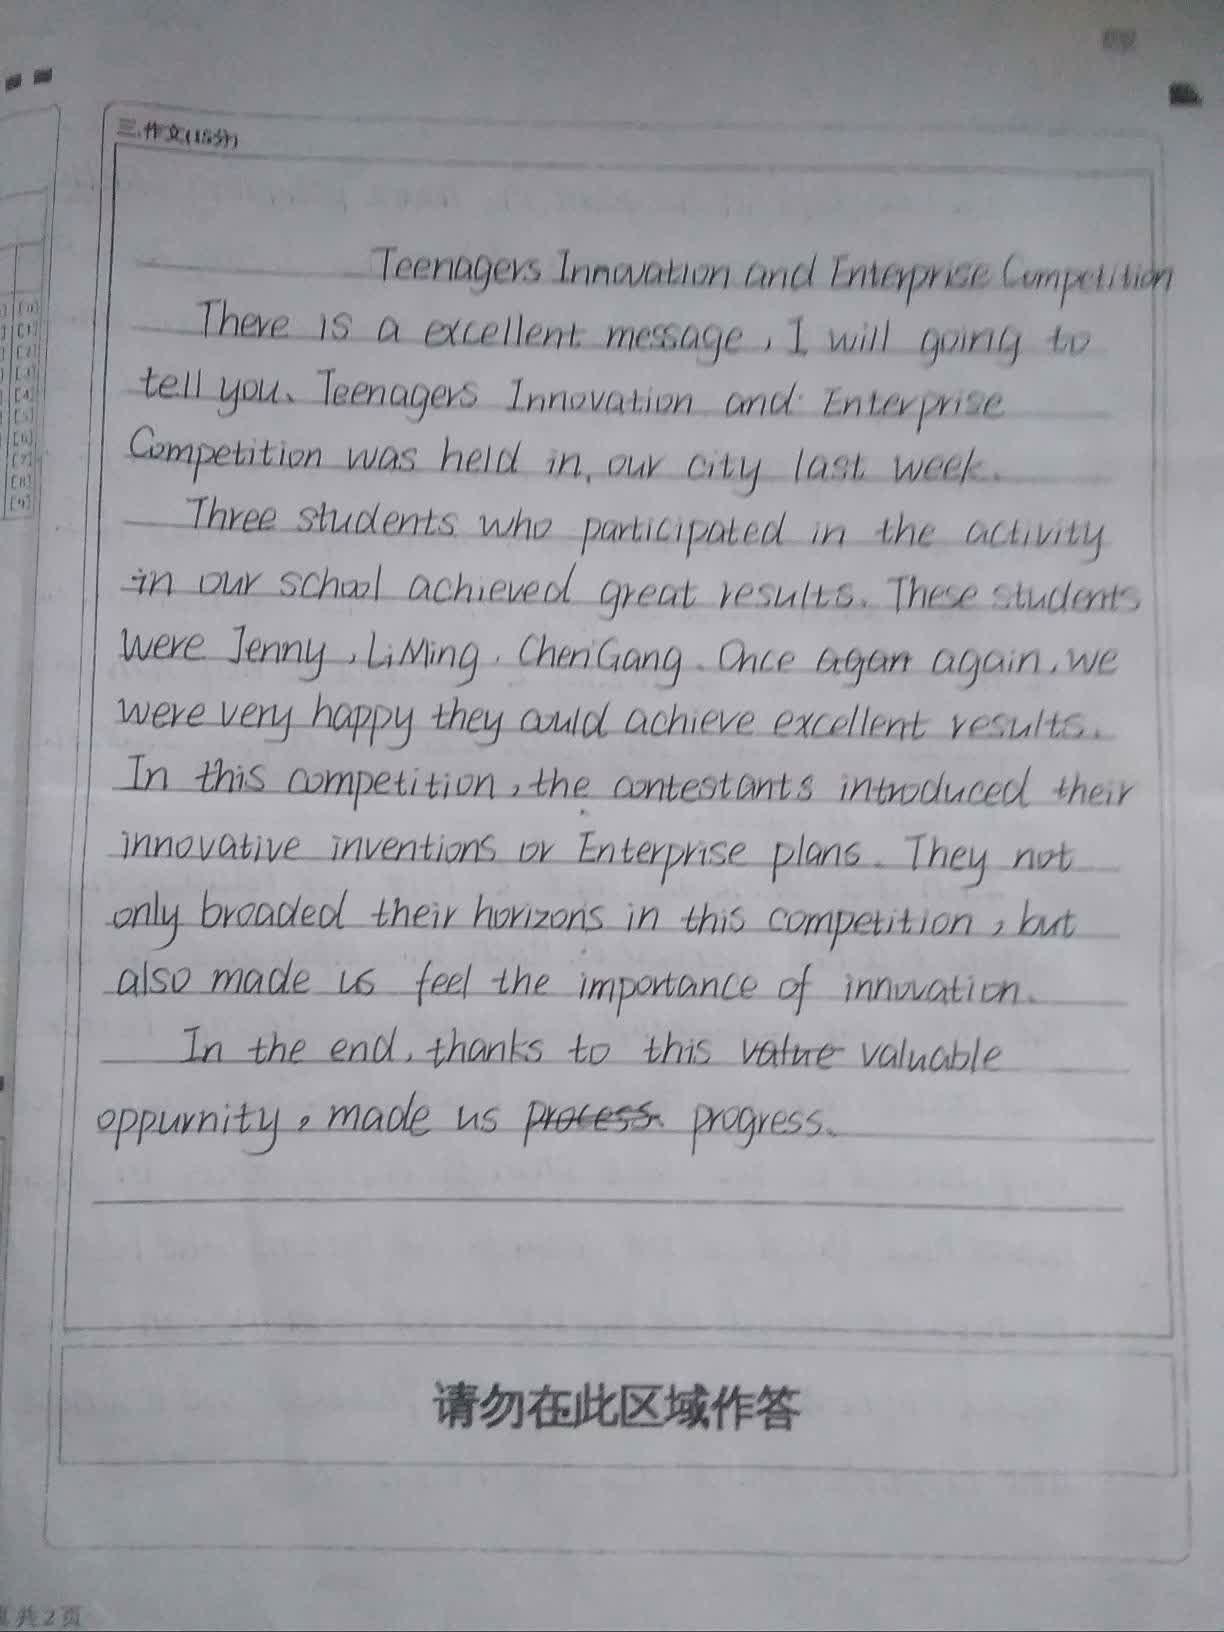 三.作文(15分)
Teenagers Innovation and Enterprise Competition
There is a excellent message, I will going to
tell you. Teenagers Innovation and Enterprise
Competition was held in, our city last week.
Three students who participated in the activity
in our school achieved great results. These students
were Jenny, LiMing, ChenGang. Once agan again, we
were very happy they could achieve excellent results.
In this competition, the contestants introduced their
innovative inventions or Enterprise plans. They not
only broaded their horizons in this competition, but
also made us feel the importance of innovation.
In the end, thanks to this value valuable
oppurnity, made us process. progress.
请勿在此区域作答
共2页